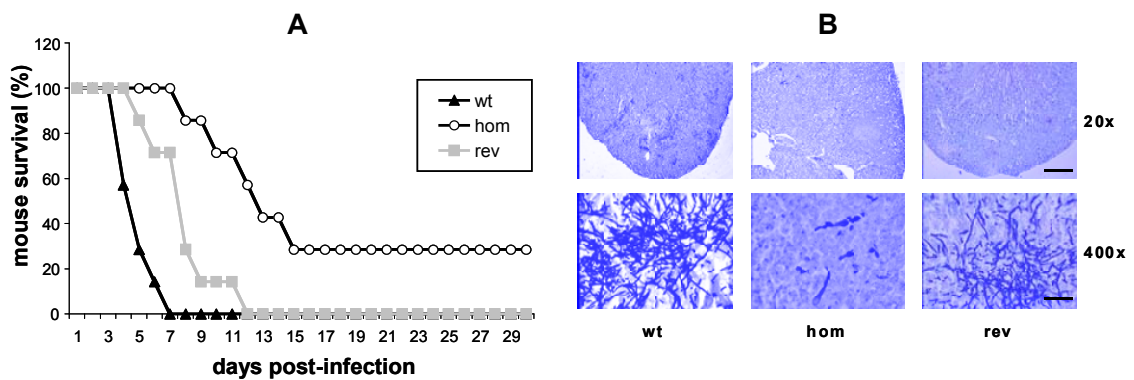 A
B
120
100
80
60
40
20
0
mouse survival (%)
wt
hom
rev
1 3 5 7 9 11 13 15 17 19 21 23 25 27 29
days post-infection
20x
400x
wt hom rev